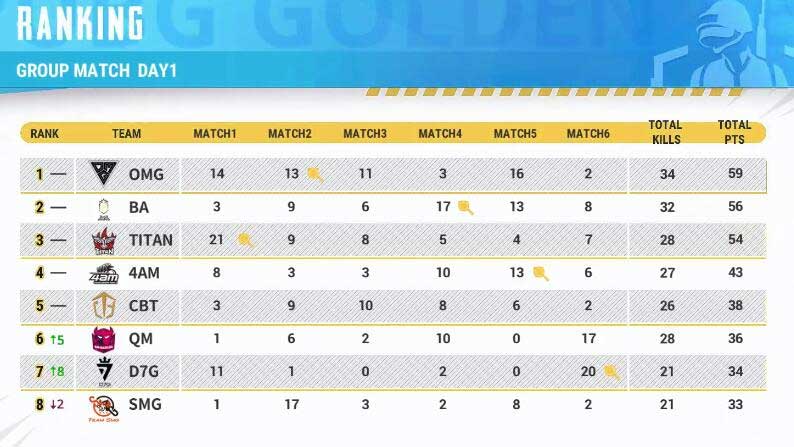 RANKING
GROUP MATCH DAY1
RANK TEAM MATCH1 MATCH2 MATCH3 MATCH4 MATCH5 MATCH6 TOTAL KILLS TOTAL PTS
1 — OMG 14 13 11 3 16 2 34 59
2 — BA 3 9 6 17 13 8 32 56
3 — TITAN 21 9 8 5 4 7 28 54
4 — 4am 4AM 8 3 3 10 13 6 27 43
5 — CBT 3 9 10 8 6 2 26 38
6 ↑5 QM 1 6 2 10 0 17 28 36
7 ↑8 D7G D7G 11 1 0 2 0 20 21 34
8 ↓2 TEAM SMG SMG 1 17 3 2 8 2 21 33